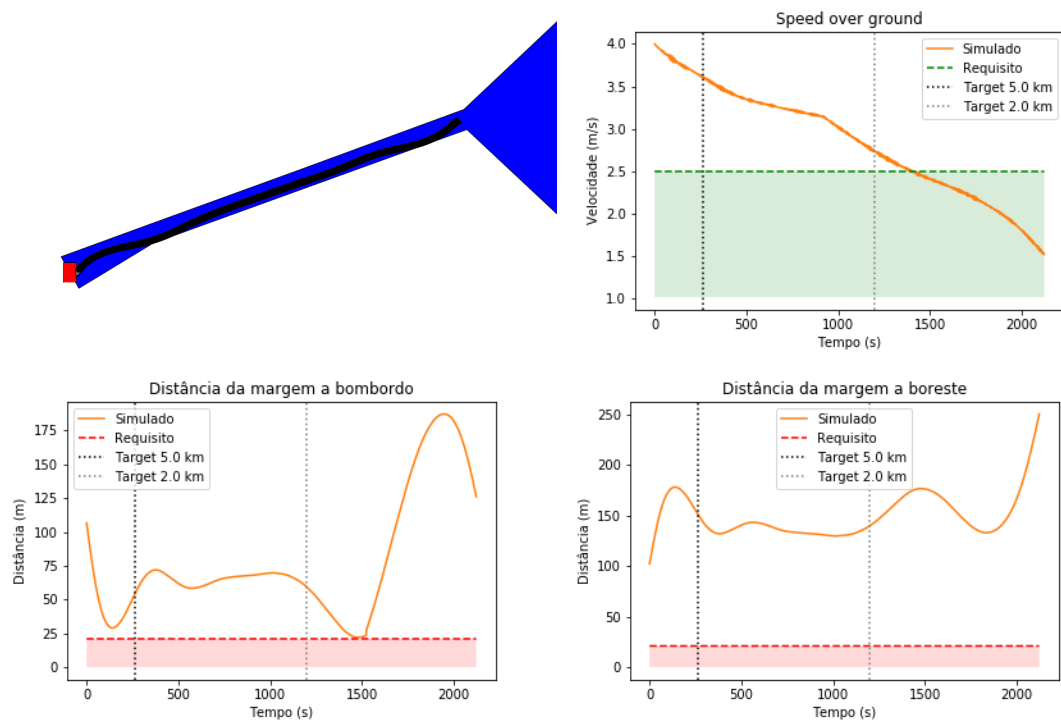 Speed over ground
Velocidade (m/s)
4.0
3.5
3.0
2.5
2.0
1.5
1.0
Simulado
Requisito
Target 5.0 km
Target 2.0 km
0
500
1000
1500
2000
Tempo (s)
Distância da margem a bombordo
Distância (m)
175
150
125
100
75
50
25
0
Simulado
Requisito
Target 5.0 km
Target 2.0 km
0
500
1000
1500
2000
Tempo (s)
Distância da margem a boreste
Distância (m)
250
200
150
100
50
0
Simulado
Requisito
Target 5.0 km
Target 2.0 km
0
500
1000
1500
2000
Tempo (s)